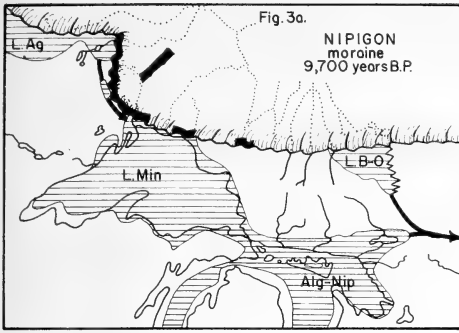 Fig. 3a.
NIPIGON
moraine
9,700 years B.P.
L. Ag
L. B-O
L. Min
Alg-Nip